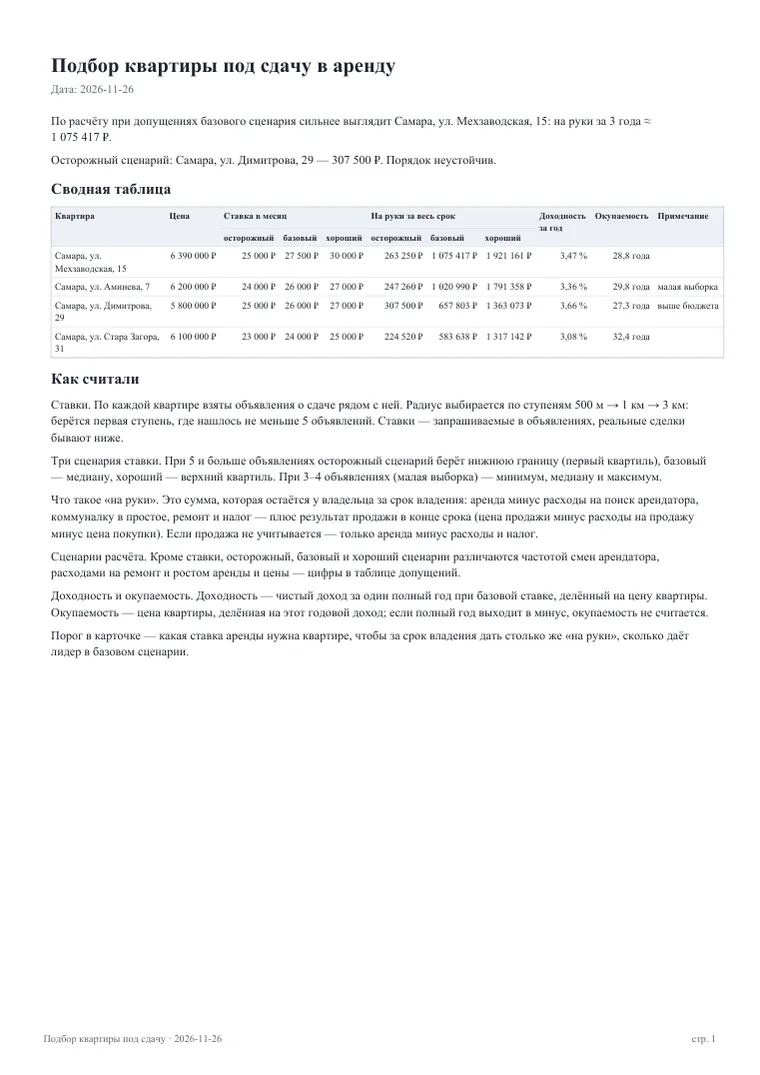 Подбор квартиры под сдачу в аренду
Дата: 2026-11-26
По расчёту при допущениях базового сценария сильнее выглядит Самара, ул. Мехзаводская, 15: на руки за 3 года ≈
1 075 417 ₽.
Осторожный сценарий: Самара, ул. Димитрова, 29 — 307 500 ₽. Порядок неустойчив.
Сводная таблица
Квартира Цена Ставка в месяц На руки за весь срок Доходность Окупаемость Примечание
за год
осторожный базовый хороший осторожный базовый хороший
Самара, ул. 6 390 000 ₽ 25 000 ₽ 27 500 ₽ 30 000 ₽ 263 250 ₽ 1 075 417 ₽ 1 921 161 ₽ 3,47 % 28,8 года
Мехзаводская, 15
Самара, ул. Аминева, 7 6 200 000 ₽ 24 000 ₽ 26 000 ₽ 27 000 ₽ 247 260 ₽ 1 020 990 ₽ 1 791 358 ₽ 3,36 % 29,8 года малая выборка
Самара, ул. Димитрова, 5 800 000 ₽ 25 000 ₽ 26 000 ₽ 27 000 ₽ 307 500 ₽ 657 803 ₽ 1 363 073 ₽ 3,66 % 27,3 года выше бюджета
29
Самара, ул. Стара Загора, 6 100 000 ₽ 23 000 ₽ 24 000 ₽ 25 000 ₽ 224 520 ₽ 583 638 ₽ 1 317 142 ₽ 3,08 % 32,4 года
31
Как считали
Ставки. По каждой квартире взяты объявления о сдаче рядом с ней. Радиус выбирается по ступеням 500 м → 1 км → 3 км:
берётся первая ступень, где нашлось не меньше 5 объявлений. Ставки — запрашиваемые в объявлениях, реальные сделки
бывают ниже.
Три сценария ставки. При 5 и больше объявлениях осторожный сценарий берёт нижнюю границу (первый квартиль), базовый
— медиану, хороший — верхний квартиль. При 3–4 объявлениях (малая выборка) — минимум, медиану и максимум.
Что такое «на руки». Это сумма, которая остаётся у владельца за срок владения: аренда минус расходы на поиск арендатора,
коммуналку в простое, ремонт и налог — плюс результат продажи в конце срока (цена продажи минус расходы на продажу
минус цена покупки). Если продажа не учитывается — только аренда минус расходы и налог.
Сценарии расчёта. Кроме ставки, осторожный, базовый и хороший сценарии различаются частотой смен арендатора,
расходами на ремонт и ростом аренды и цены — цифры в таблице допущений.
Доходность и окупаемость. Доходность — чистый доход за один полный год при базовой ставке, делённый на цену квартиры.
Окупаемость — цена квартиры, делённая на этот годовой доход; если полный год выходит в минус, окупаемость не считается.
Порог в карточке — какая ставка аренды нужна квартире, чтобы за срок владения дать столько же «на руки», сколько даёт
лидер в базовом сценарии.
Подбор квартиры под сдачу · 2026-11-26 стр. 1